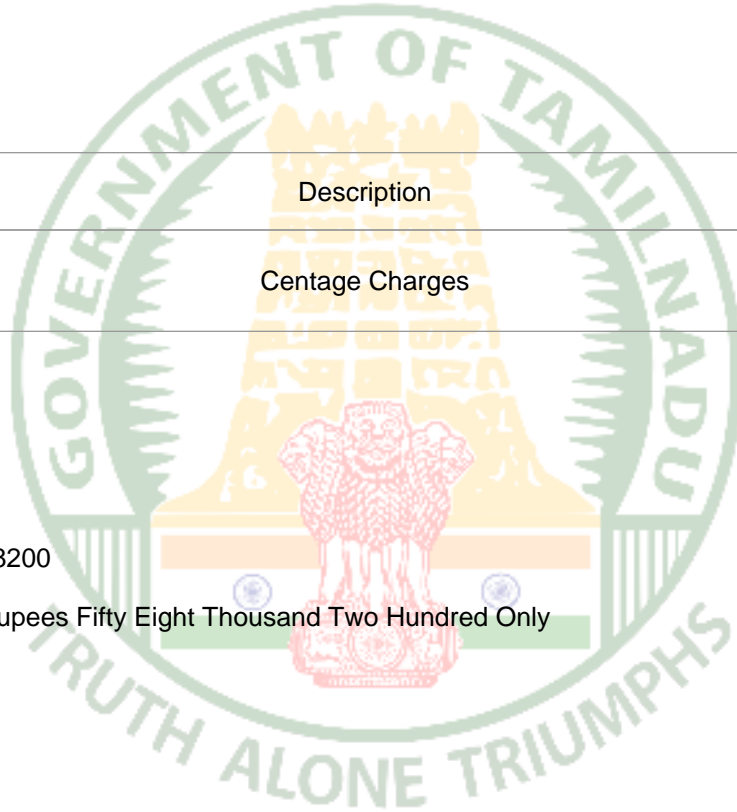 GOVERNMENT OF TAMILNADU
Description
Centage Charges
3200
upees Fifty Eight Thousand Two Hundred Only
TRUTH ALONE TRIUMPHS